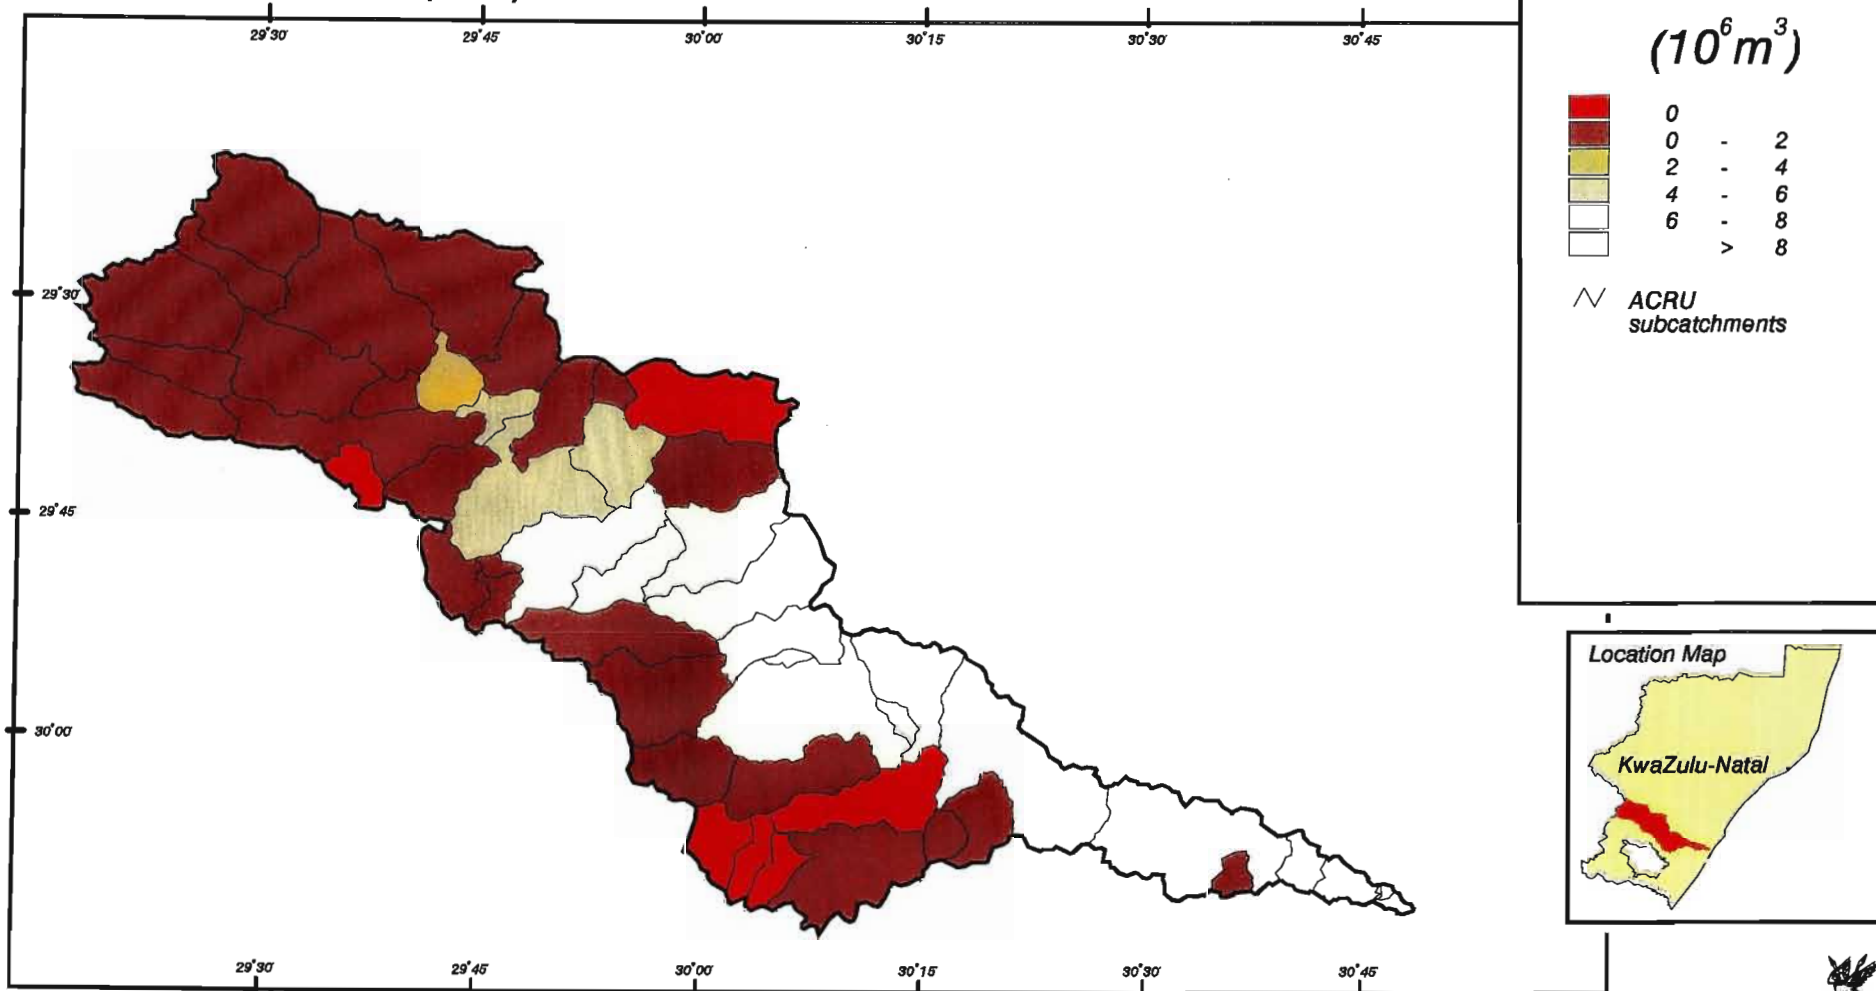 29°30' 29°45' 30°00' 30°15' 30°30' 30°45'
(10⁶m³)
0
0 - 2
2 - 4
4 - 6
6 - 8
> 8
ACRU
subcatchments
29°30'
29°45'
30°00'
Location Map
KwaZulu-Natal
29°30' 29°45' 30°00' 30°15' 30°30' 30°45'